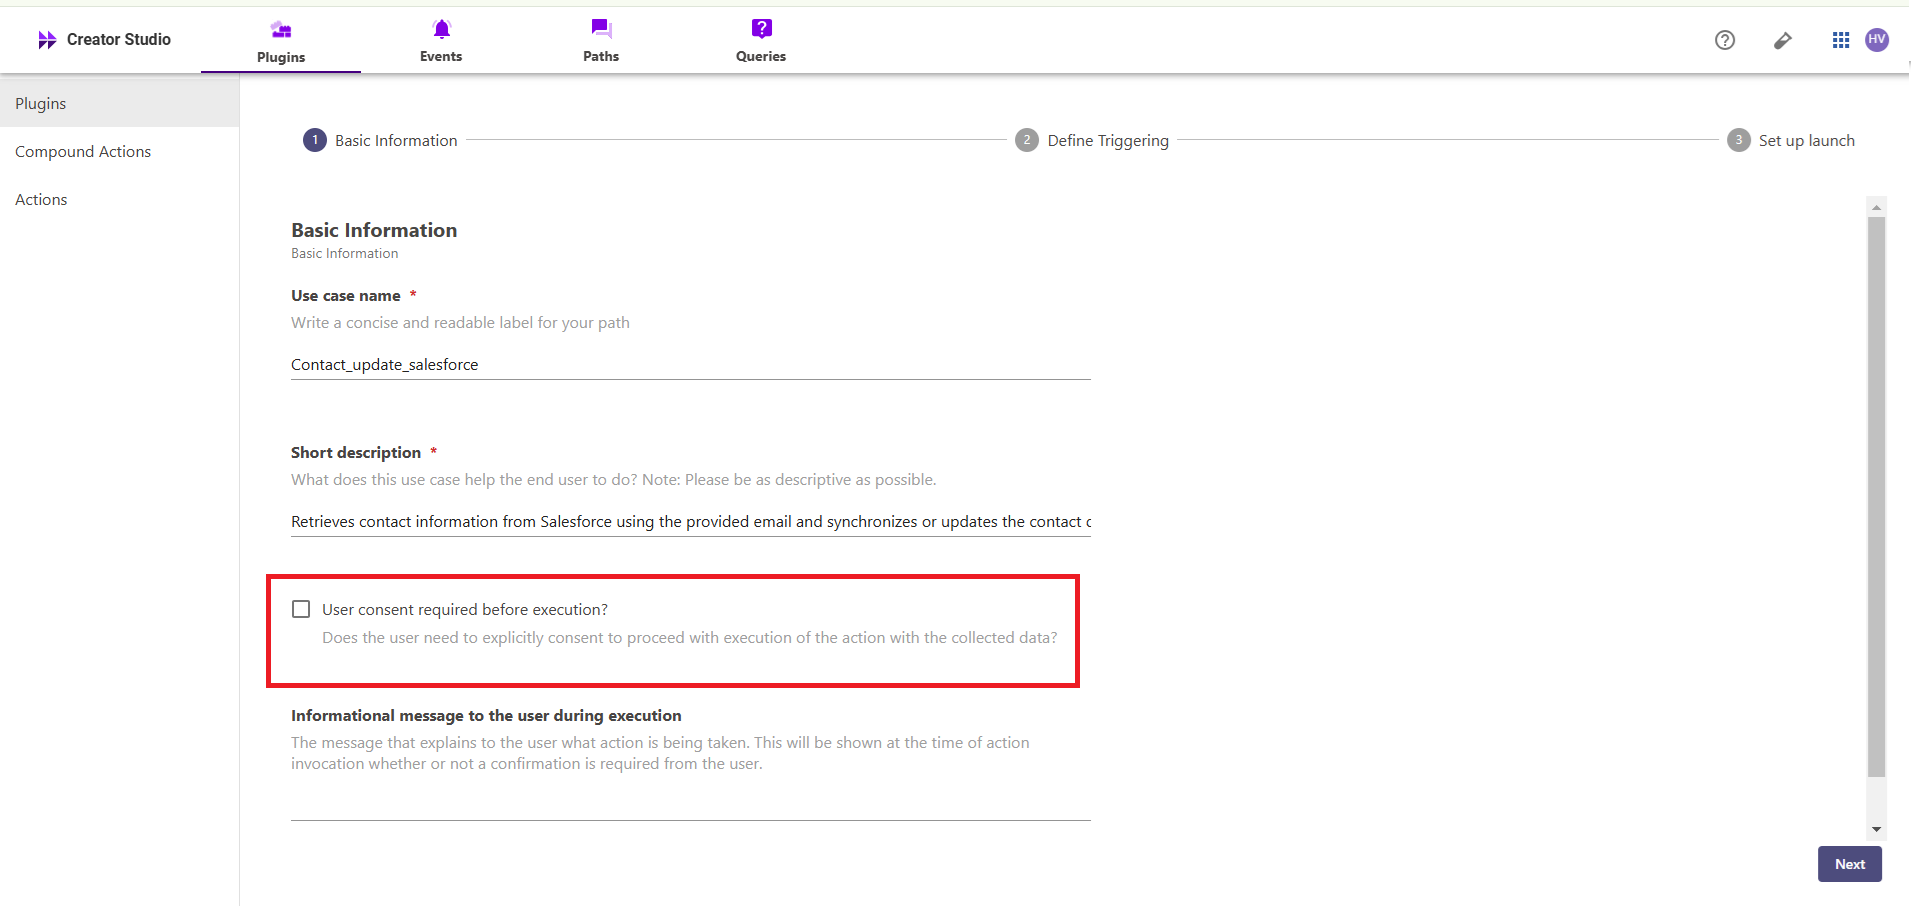 Creator Studio
Plugins
Events
Paths
Queries
HV
Plugins
Compound Actions
Actions
1 Basic Information
2 Define Triggering
3 Set up launch
Basic Information
Basic Information
Use case name *
Write a concise and readable label for your path
Contact_update_salesforce
Short description *
What does this use case help the end user to do? Note: Please be as descriptive as possible.
Retrieves contact information from Salesforce using the provided email and synchronizes or updates the contact
User consent required before execution?
Does the user need to explicitly consent to proceed with execution of the action with the collected data?
Informational message to the user during execution
The message that explains to the user what action is being taken. This will be shown at the time of action
invocation whether or not a confirmation is required from the user.
Next